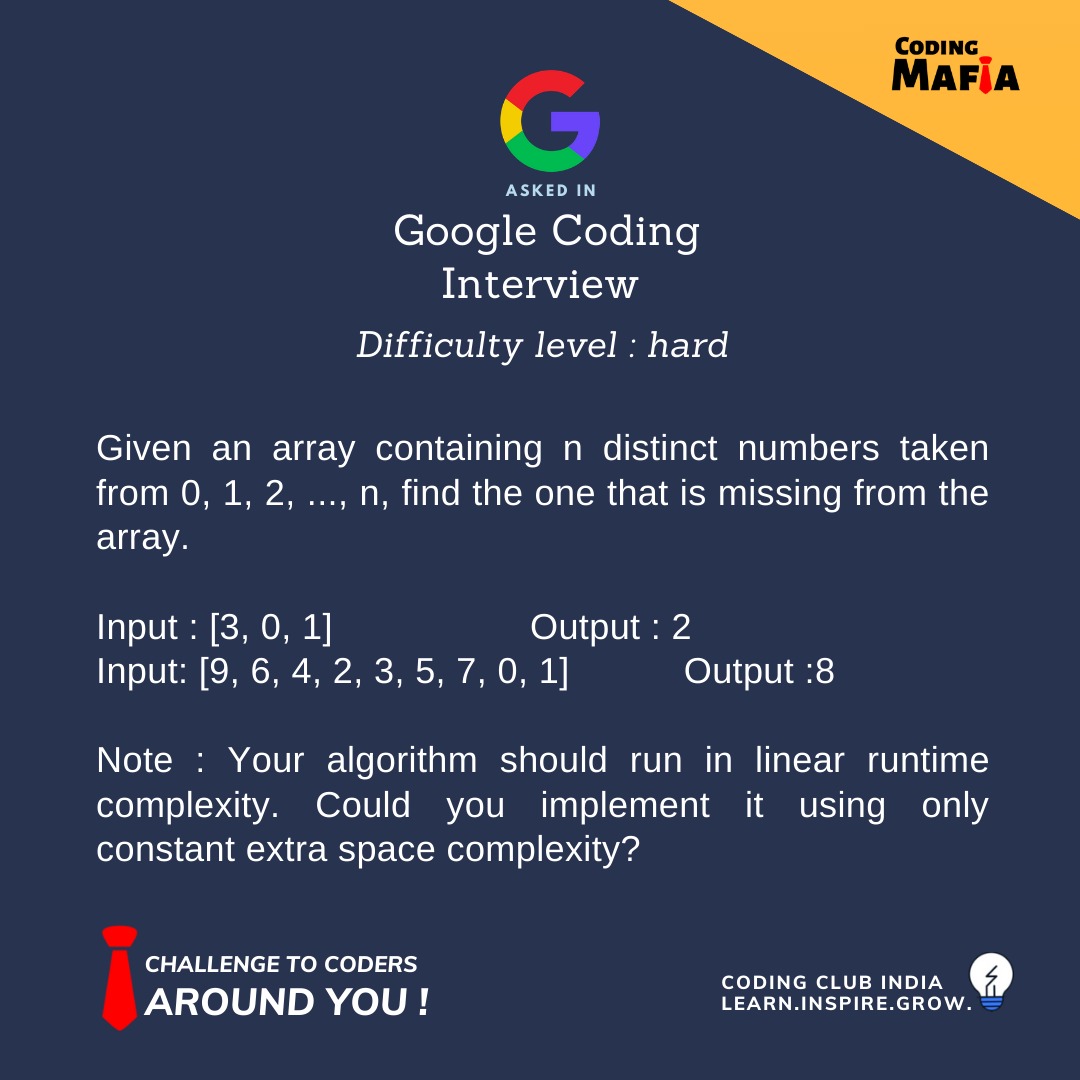 CODING
MAFIA
ASKED IN
Google Coding
Interview
Difficulty level : hard
Given an array containing n distinct numbers taken
from 0, 1, 2, ..., n, find the one that is missing from the
array.
Input : [3, 0, 1] Output : 2
Input: [9, 6, 4, 2, 3, 5, 7, 0, 1] Output :8
Note : Your algorithm should run in linear runtime
complexity. Could you implement it using only
constant extra space complexity?
CHALLENGE TO CODERS
AROUND YOU !
CODING CLUB INDIA
LEARN.INSPIRE.GROW.